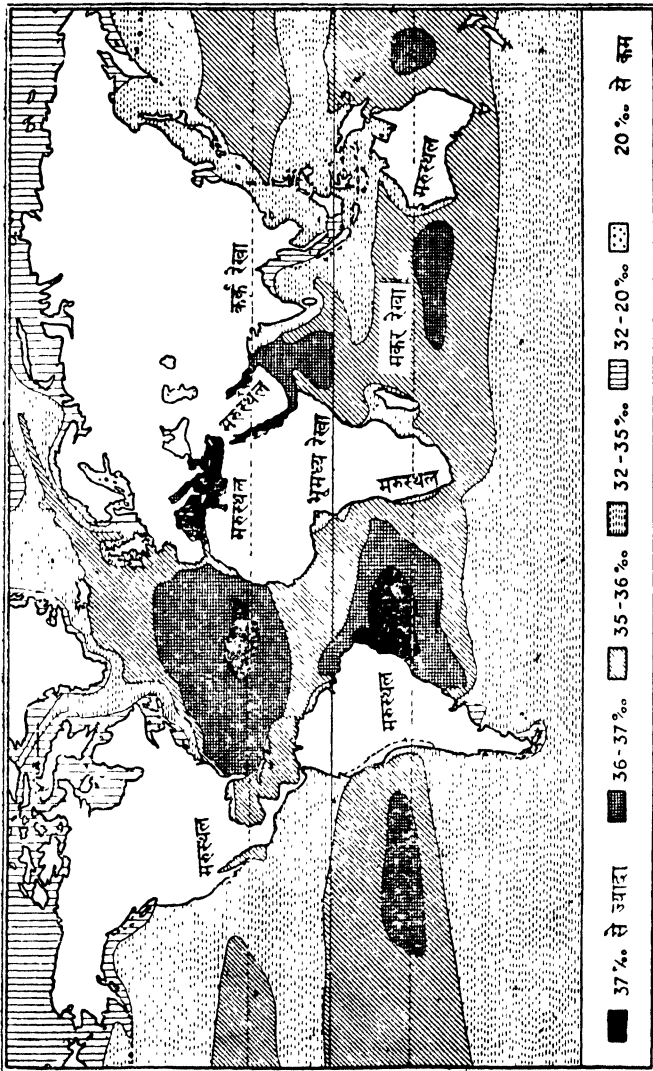 मरुस्थल
मरुस्थल
मरुस्थल
मरुस्थल
कर्क रेखा
भूमध्य रेखा
मरुस्थल
मकर रेखा
मरुस्थल
37‰ से ज्यादा
36-37‰
35-36‰
32-35‰
32-20‰
20‰ से कम